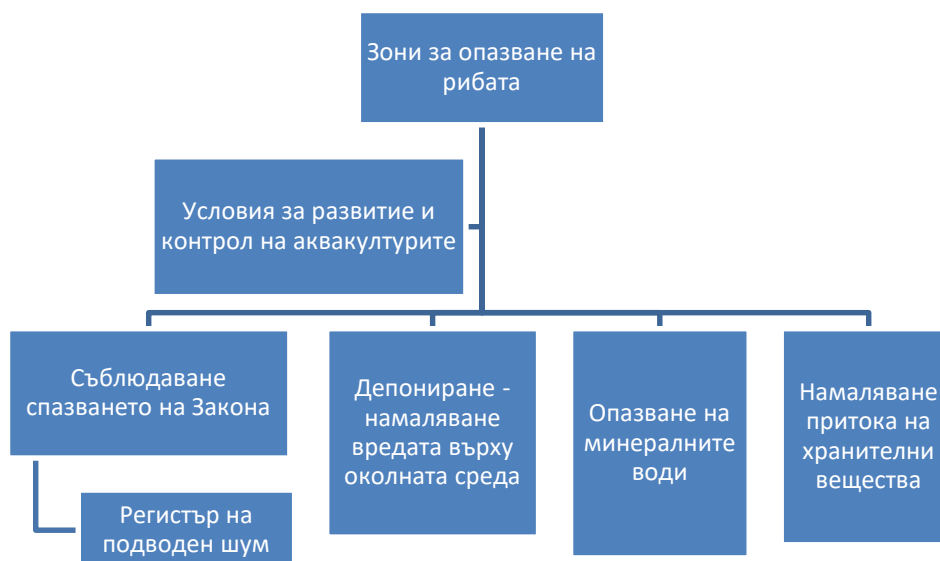 Зони за опазване на
рибата
Условия за развитие и
контрол на аквакултурите
Съблюдаване
спазването на Закона
Регистър на
подводен шум
Депониране -
намаляване
вредата върху
околната среда
Опазване на
минералните
води
Намаляване
притока на
хранителни
вещества